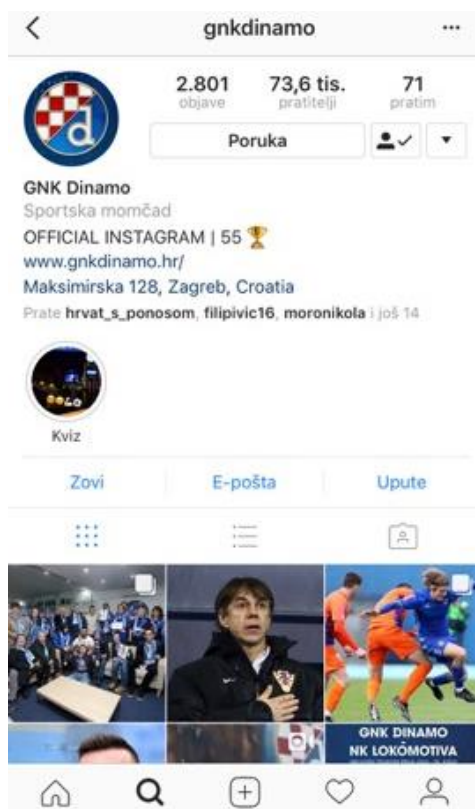 gnkdinamo
2.801 73,6 tis. 71
objave pratitelji pratim
Poruka
GNK Dinamo
Sportska momčad
OFFICIAL INSTAGRAM | 55
www.gnkdinamo.hr/
Maksimirska 128, Zagreb, Croatia
Prate hrvat_s_ponosom, filipivic16, moronikola i još 14
Kviz
Zovi E-pošta Upute
GNK DINAMO
NK LOKOMOTIVA